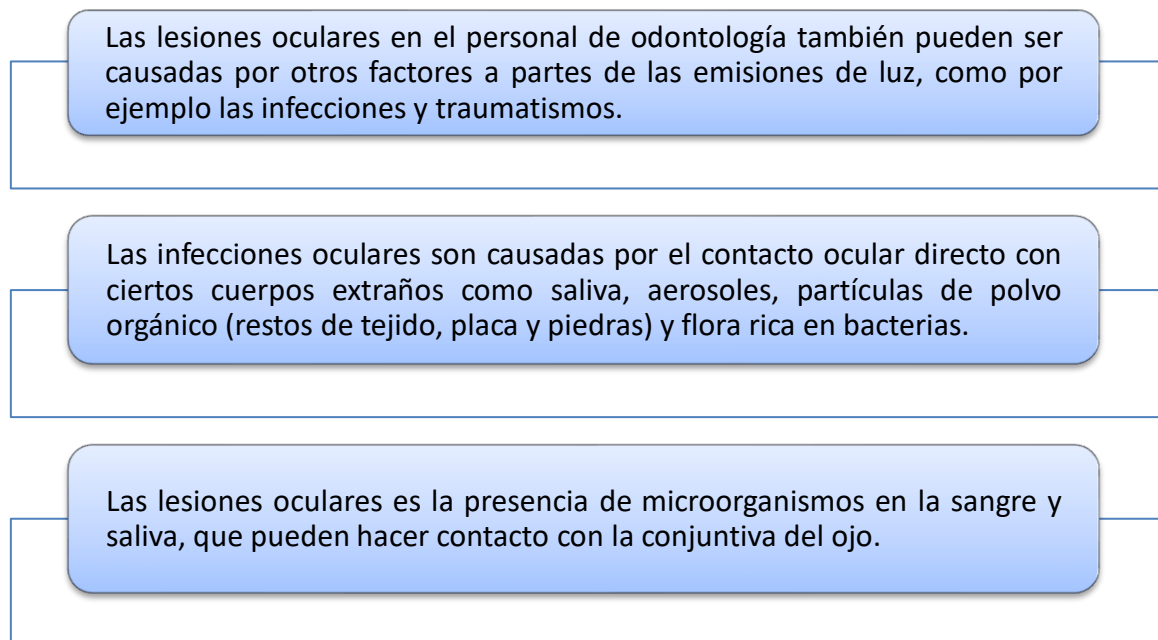 Las lesiones oculares en el personal de odontología también pueden ser
causadas por otros factores a partes de las emisiones de luz, como por
ejemplo las infecciones y traumatismos.
Las infecciones oculares son causadas por el contacto ocular directo con
ciertos cuerpos extraños como saliva, aerosoles, partículas de polvo
orgánico (restos de tejido, placa y piedras) y flora rica en bacterias.
Las lesiones oculares es la presencia de microorganismos en la sangre y
saliva, que pueden hacer contacto con la conjuntiva del ojo.